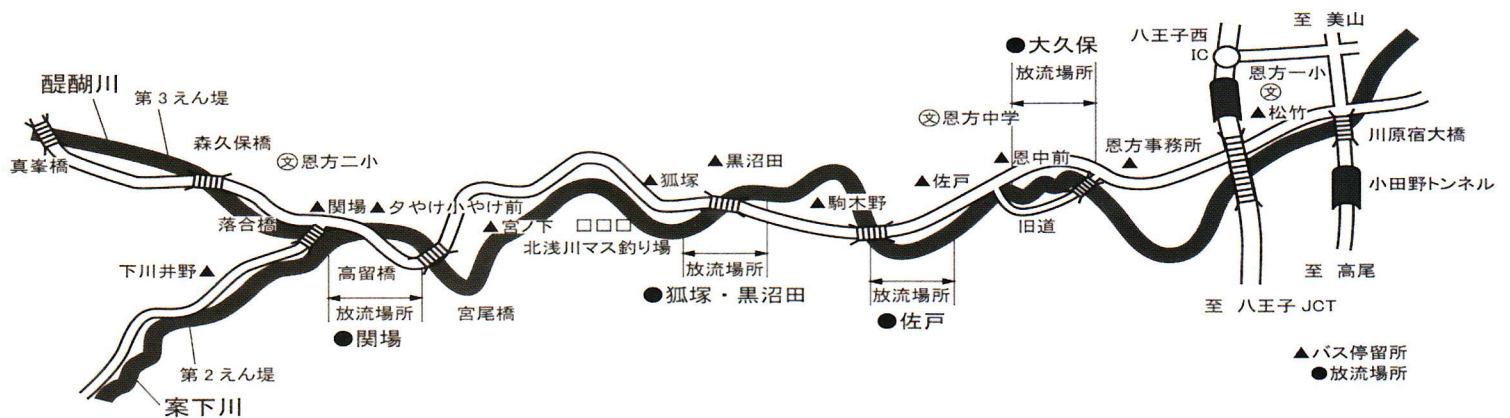 至 美山
八王子西
IC
●大久保
放流場所
恩方一小
文
▲松竹
醍醐川
第3えん堤
森久保橋
文恩方二小
真峯橋
文恩方中学
▲恩中前
恩方事務所
▲
川原宿大橋
▲黒沼田
▲狐塚
▲佐戸
小田野トンネル
▲関場
▲夕やけ小やけ前
▲駒木野
落合橋
▲宮ノ下
北浅川マス釣り場
旧道
下川井野▲
高留橋
放流場所
宮尾橋
放流場所
放流場所
至 高尾
●関場
●狐塚・黒沼田
●佐戸
至 八王子JCT
第2えん堤
案下川
▲バス停留所
●放流場所